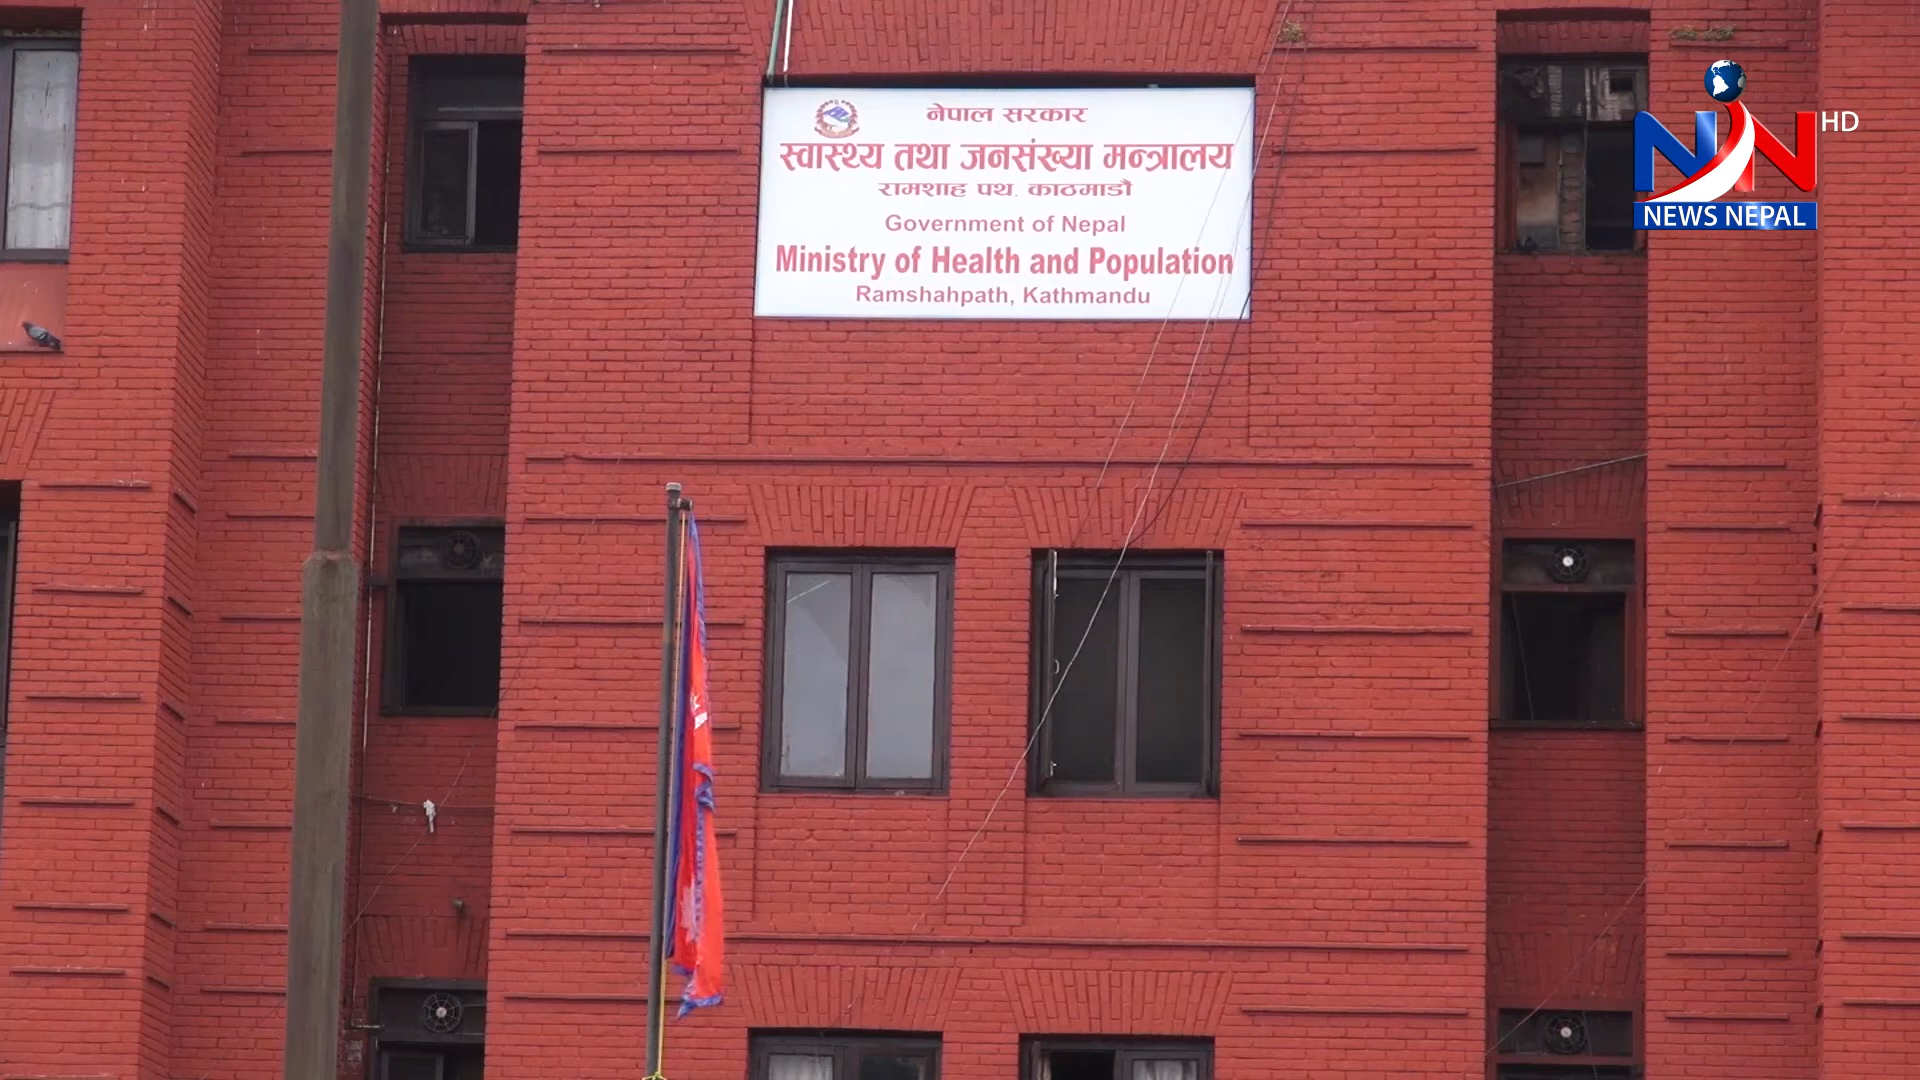 नेपाल सरकार
स्वास्थ्य तथा जनसंख्या मन्त्रालय
रामशाह पथ, काठमाडौं
Government of Nepal
Ministry of Health and Population
Ramshahpath, Kathmandu
NN HD
NEWS NEPAL